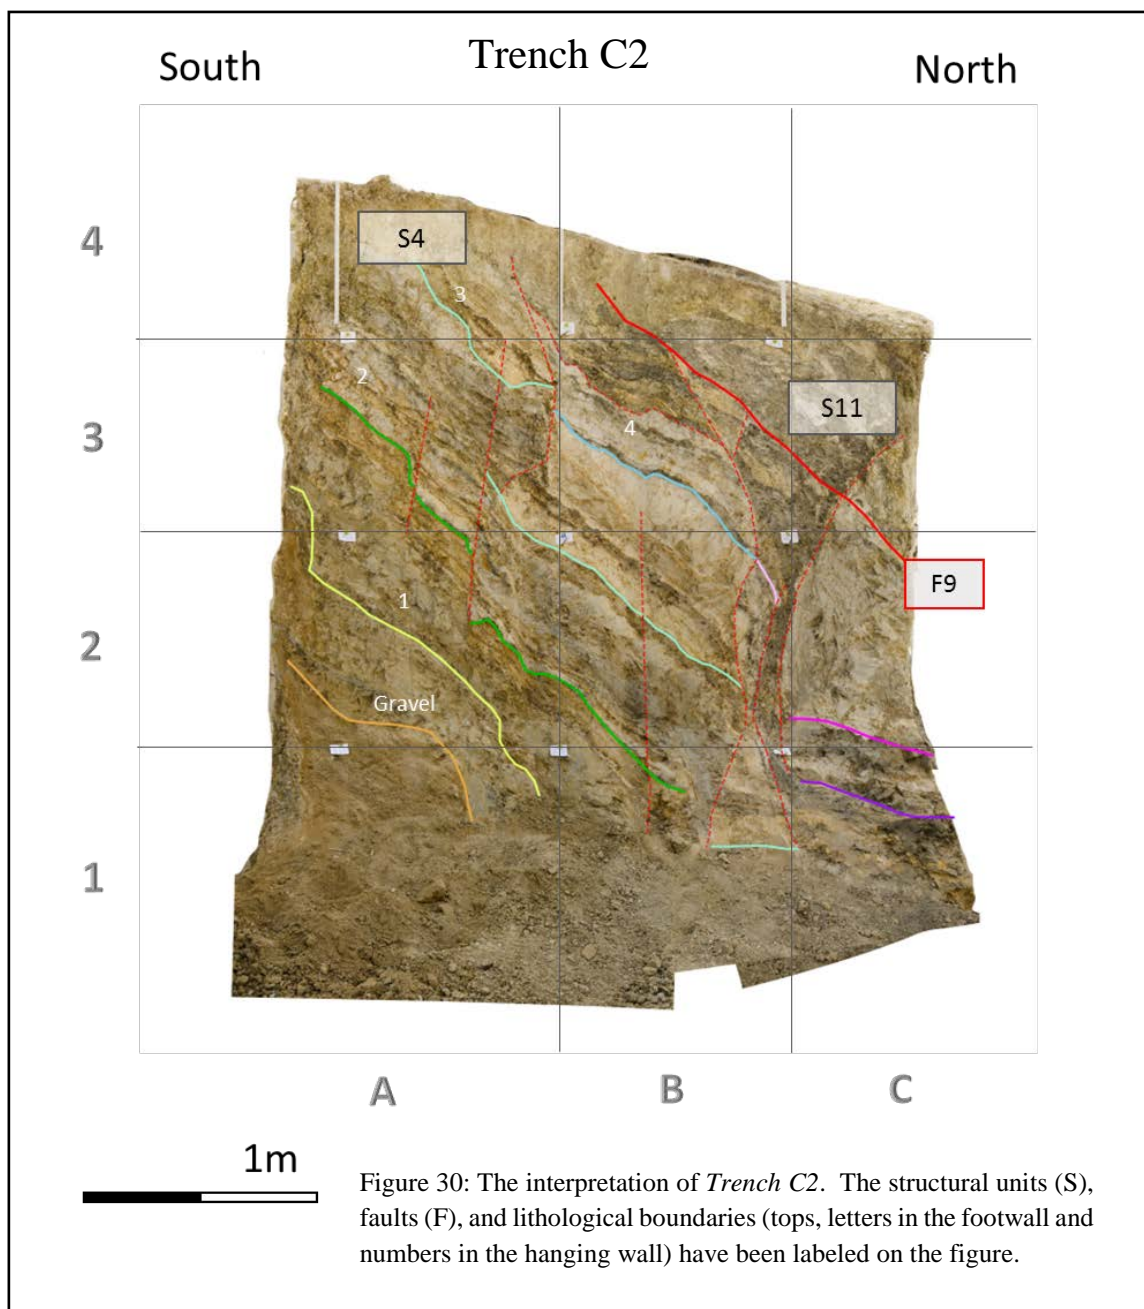 Trench C2
South
North
4
S4
3
2
3
S11
4
F9
1
2
Gravel
1
A
B
C
1m
Figure 30: The interpretation of Trench C2. The structural units (S),
faults (F), and lithological boundaries (tops, letters in the footwall and
numbers in the hanging wall) have been labeled on the figure.